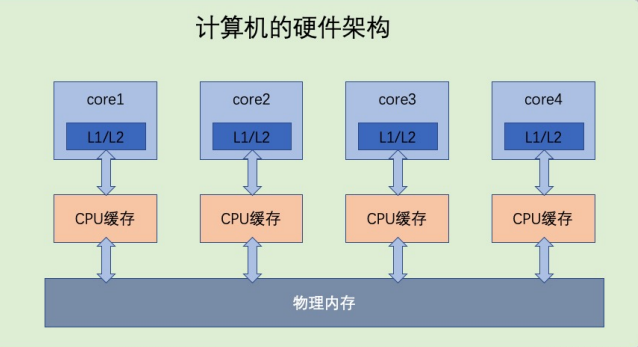 计算机的硬件架构
core1 core2 core3 core4
L1/L2 L1/L2 L1/L2 L1/L2
CPU缓存 CPU缓存 CPU缓存 CPU缓存
物理内存